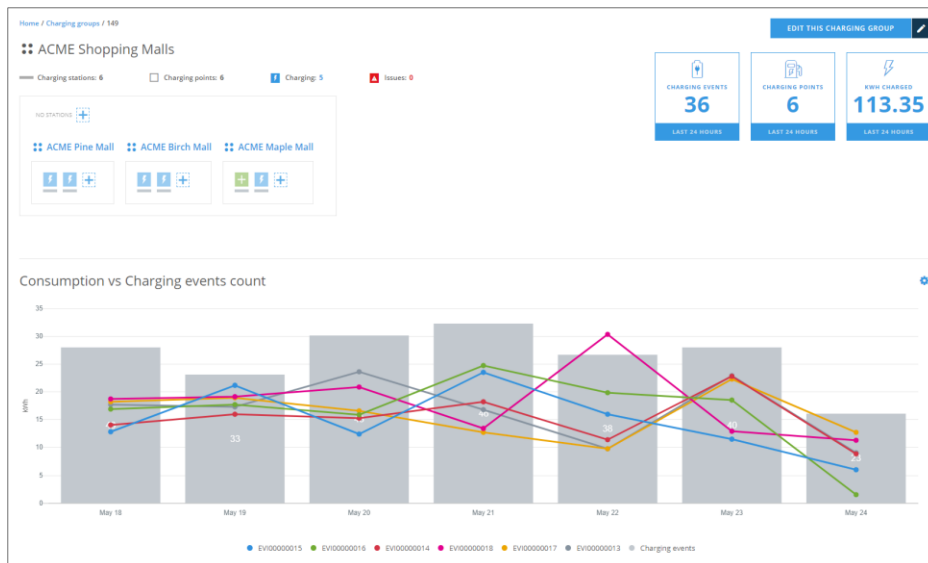 Home / Charging groups / 149
EDIT THIS CHARGING GROUP
ACME Shopping Malls
Charging stations: 6
Charging points: 6
Charging: 5
Issues: 0
CHARGING EVENTS
36
LAST 24 HOURS
CHARGING POINTS
6
LAST 24 HOURS
KWH CHARGED
113.35
LAST 24 HOURS
NO STATIONS
ACME Pine Mall
ACME Birch Mall
ACME Maple Mall
Consumption vs Charging events count
kWh
35
30
25
20
15
10
5
0
33
38
40
May 18
May 19
May 20
May 21
May 22
May 23
May 24
EVI00000015
EVI00000016
EVI00000014
EVI00000018
EVI00000017
EVI00000013
Charging events